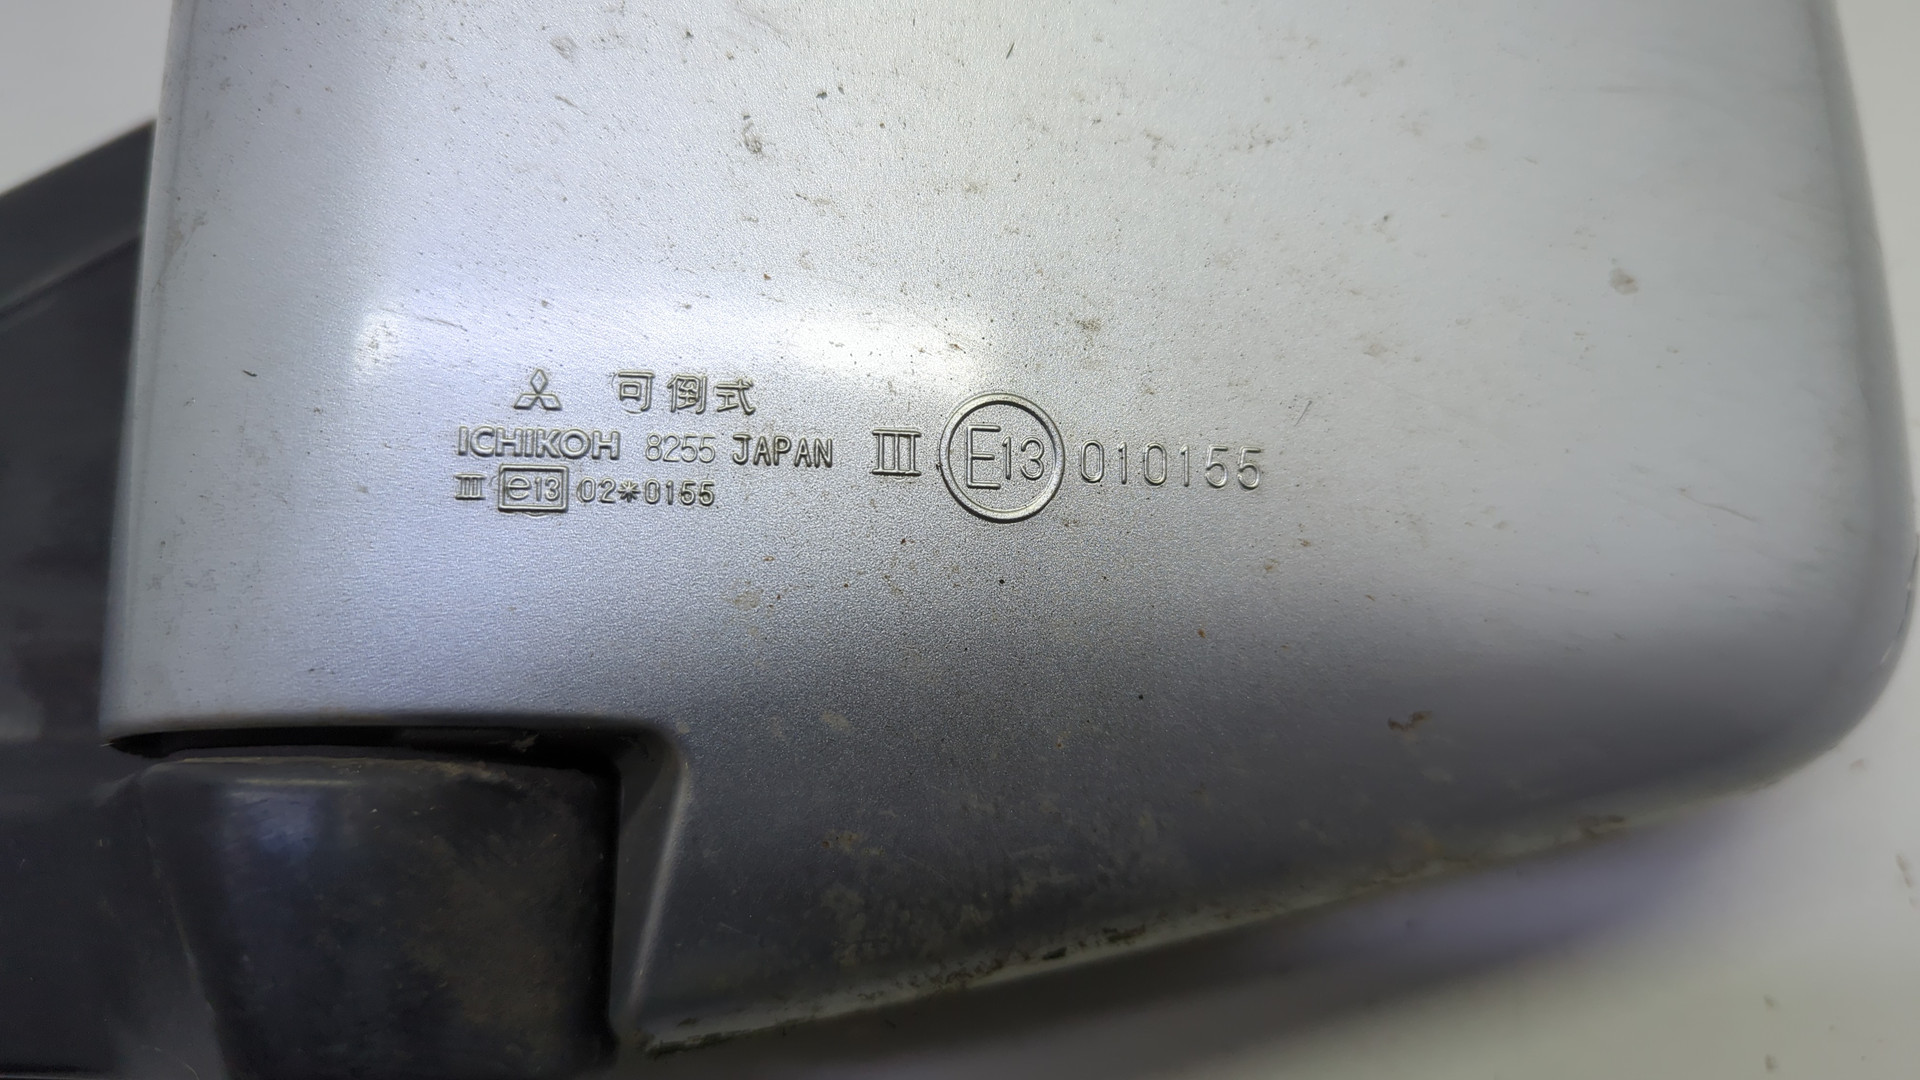 可倒式
ICHIKOH 8255 JAPAN
III e13 02*0155
III E13 010155